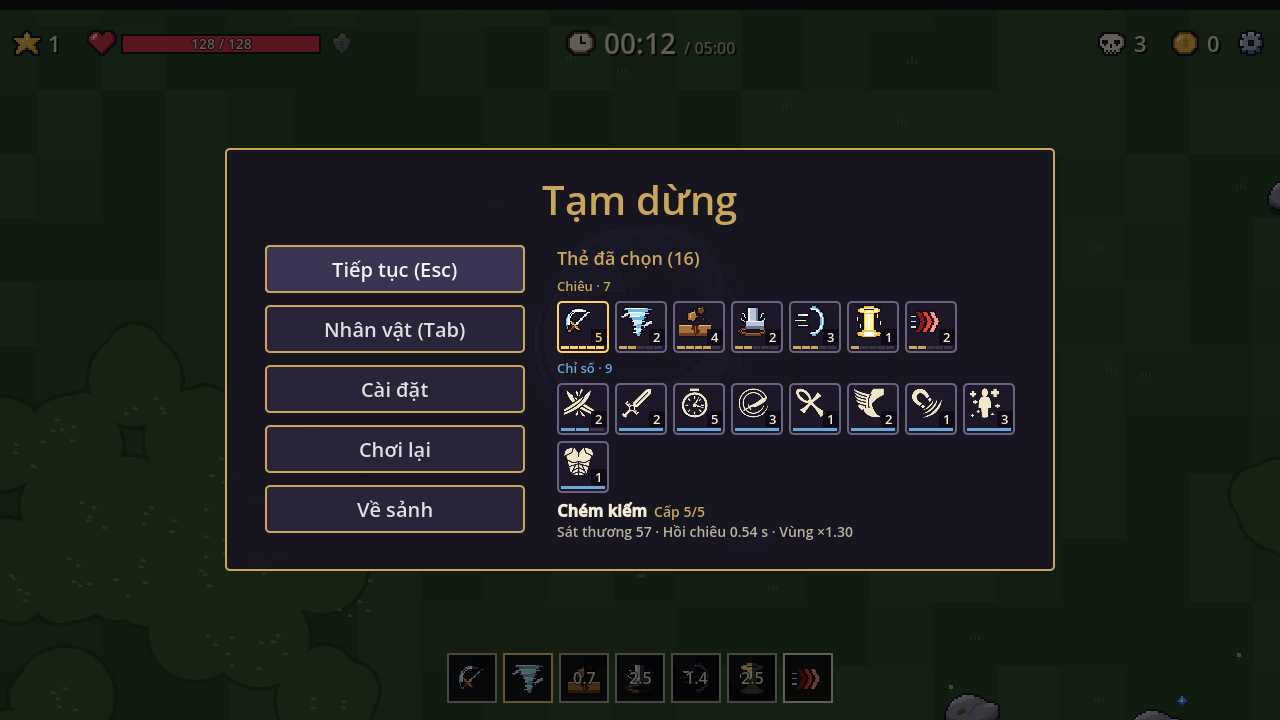 1
128 / 128
00:12 / 05:00
3
0
Tạm dừng
Tiếp tục (Esc)
Nhân vật (Tab)
Cài đặt
Chơi lại
Về sảnh
Thẻ đã chọn (16)
Chiêu · 7
5 2 4 2 3 1 2
Chỉ số · 9
2 2 5 3 1 2 1 3
1
Chém kiếm Cấp 5/5
Sát thương 57 · Hồi chiêu 0.54 s · Vùng ×1.30
0.7 2.5 1.4 2.5